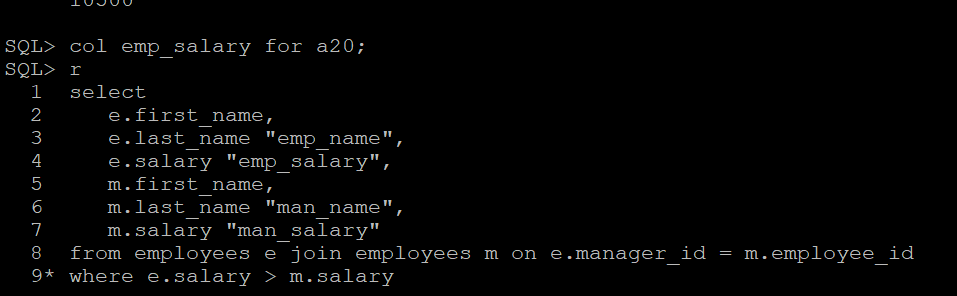 10500
SQL> col emp_salary for a20;
SQL> r
  1  select
  2     e.first_name,
  3     e.last_name "emp_name",
  4     e.salary "emp_salary",
  5     m.first_name,
  6     m.last_name "man_name",
  7     m.salary "man_salary"
  8  from employees e join employees m on e.manager_id = m.employee_id
  9* where e.salary > m.salary